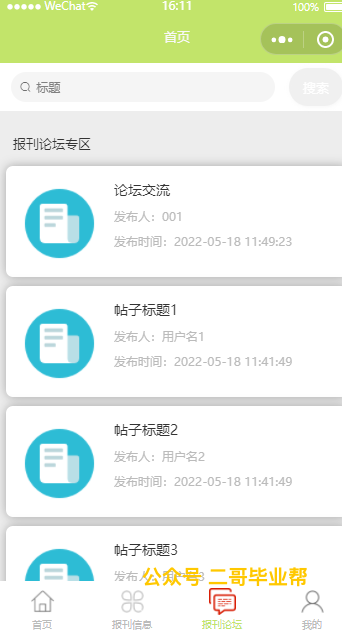 WeChat
16:11
100%
首页
标题
搜索
报刊论坛专区
论坛交流
发布人：001
发布时间：2022-05-18 11:49:23
帖子标题1
发布人：用户名1
发布时间：2022-05-18 11:41:49
帖子标题2
发布人：用户名2
发布时间：2022-05-18 11:41:49
帖子标题3
发布人：用户名3
公众号 二哥毕业帮
首页
报刊信息
报刊论坛
我的